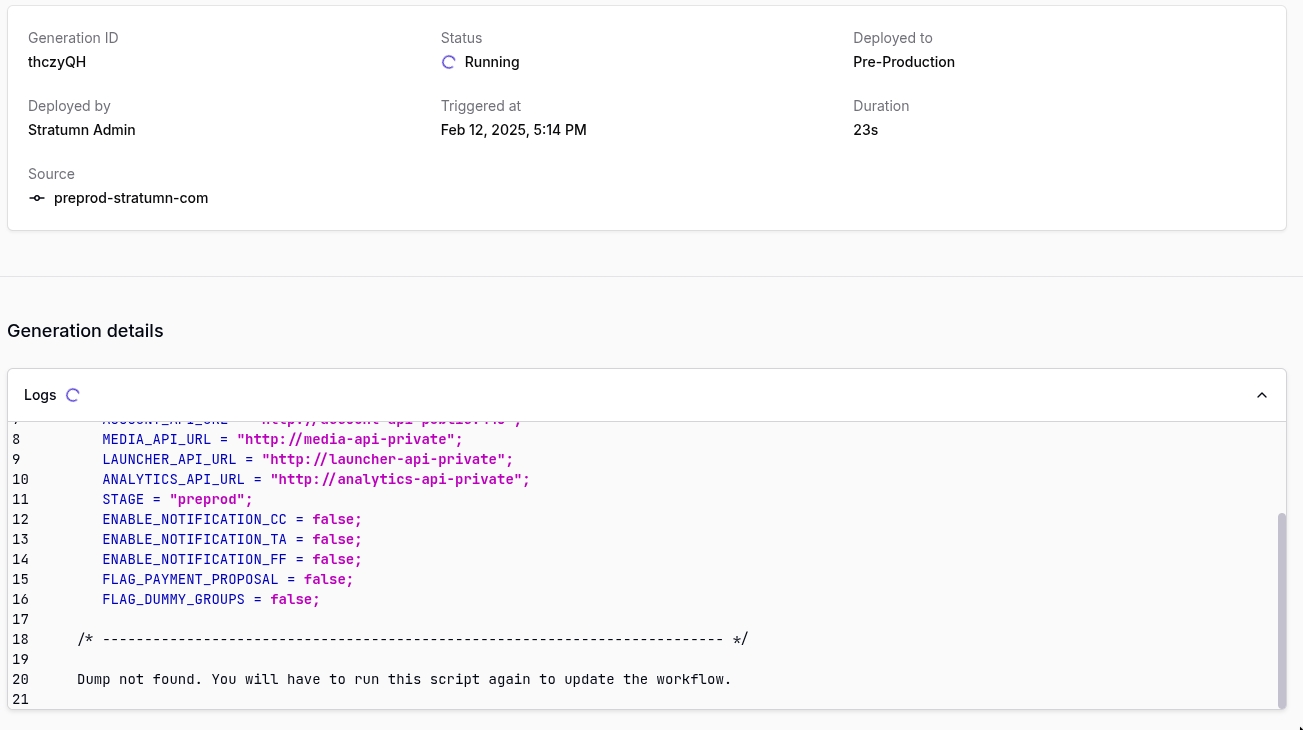 Generation ID
Status
Deployed to
thczyQH
Running
Pre-Production
Deployed by
Triggered at
Duration
Stratumn Admin
Feb 12, 2025, 5:14 PM
23s
Source
preprod-stratumn-com
Generation details
Logs
8 MEDIA_API_URL = "http://media-api-private";
9 LAUNCHER_API_URL = "http://launcher-api-private";
10 ANALYTICS_API_URL = "http://analytics-api-private";
11 STAGE = "preprod";
12 ENABLE_NOTIFICATION_CC = false;
13 ENABLE_NOTIFICATION_TA = false;
14 ENABLE_NOTIFICATION_FF = false;
15 FLAG_PAYMENT_PROPOSAL = false;
16 FLAG_DUMMY_GROUPS = false;
17
18 /* -------------------------------------------------------------------------- */
19
20 Dump not found. You will have to run this script again to update the workflow.
21